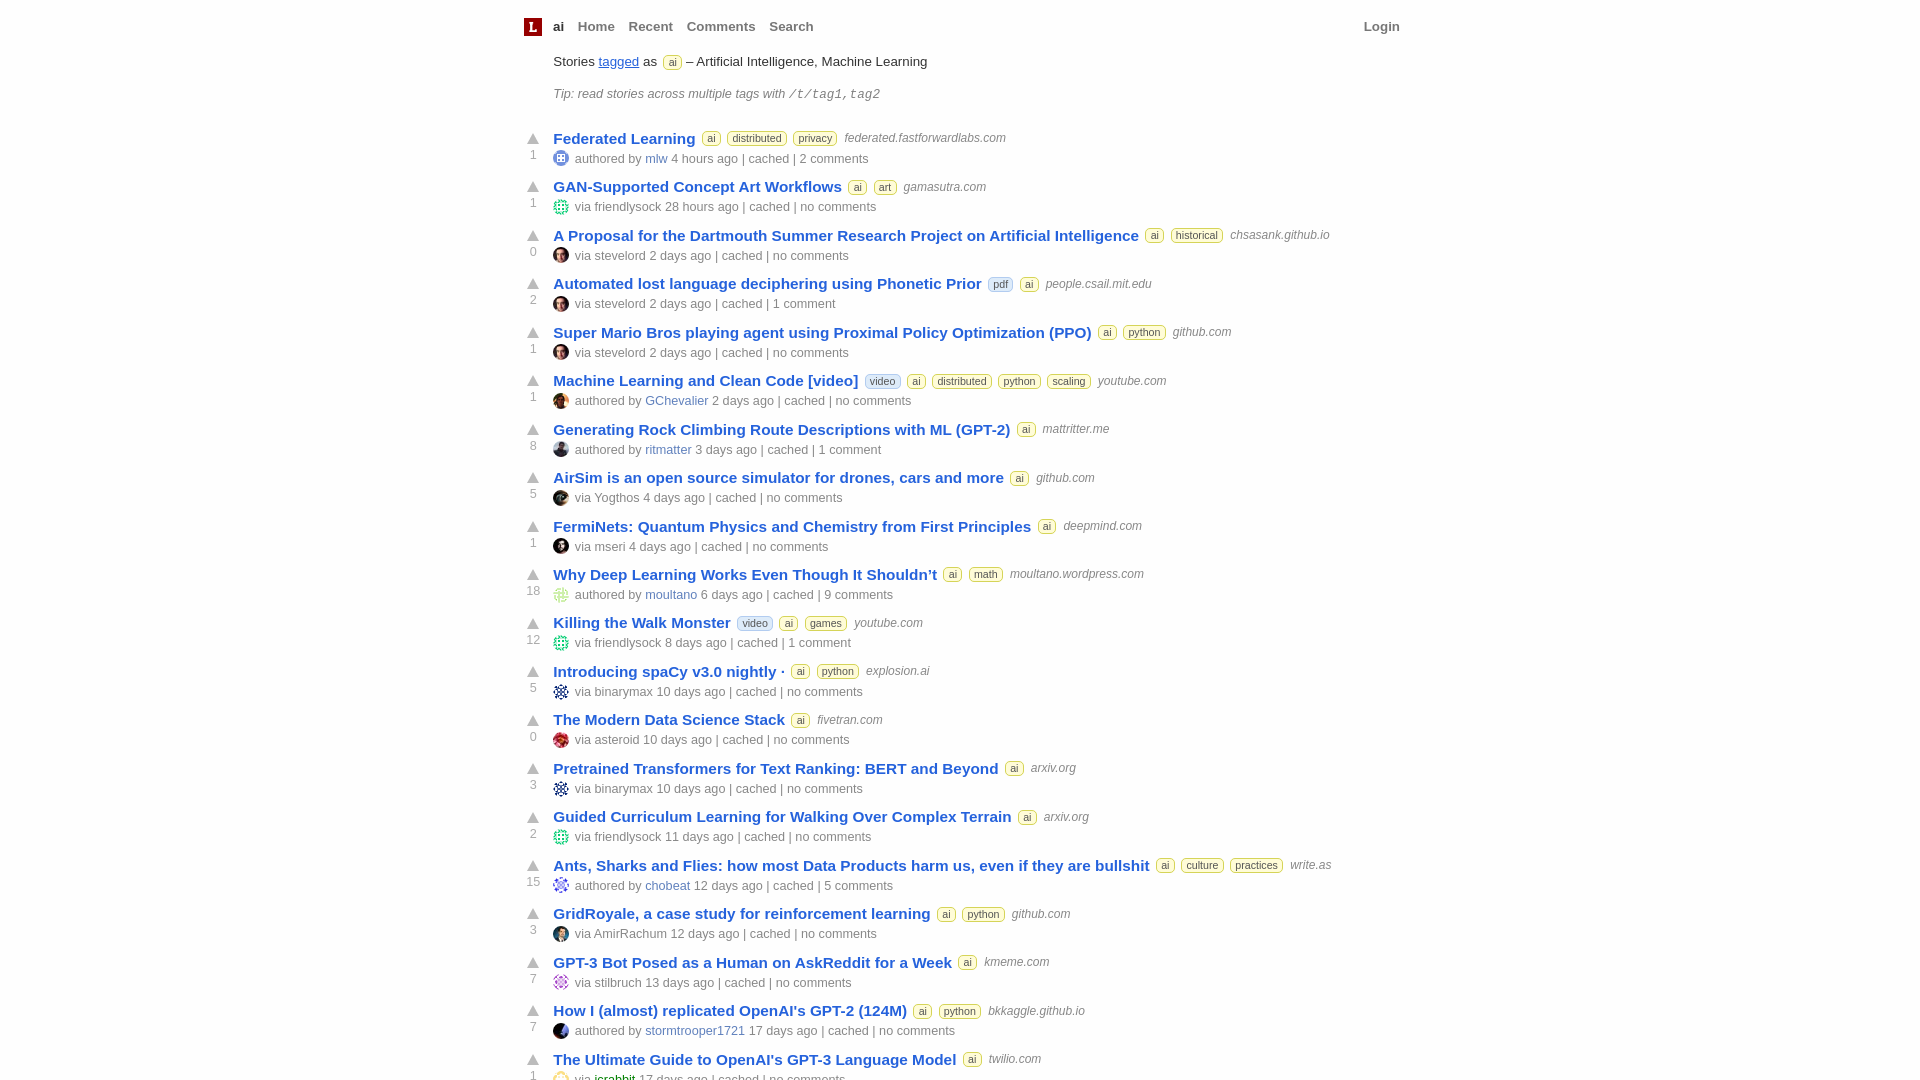 L ai Home Recent Comments Search Login
Stories tagged as ai – Artificial Intelligence, Machine Learning
Tip: read stories across multiple tags with /t/tag1,tag2
Federated Learning ai distributed privacy federated.fastforwardlabs.com
1 authored by mlw 4 hours ago | cached | 2 comments
GAN-Supported Concept Art Workflows ai art gamasutra.com
1 via friendlysock 28 hours ago | cached | no comments
A Proposal for the Dartmouth Summer Research Project on Artificial Intelligence ai historical chsasank.github.io
0 via stevelord 2 days ago | cached | no comments
Automated lost language deciphering using Phonetic Prior pdf ai people.csail.mit.edu
2 via stevelord 2 days ago | cached | 1 comment
Super Mario Bros playing agent using Proximal Policy Optimization (PPO) ai python github.com
1 via stevelord 2 days ago | cached | no comments
Machine Learning and Clean Code [video] video ai distributed python scaling youtube.com
1 authored by GChevalier 2 days ago | cached | no comments
Generating Rock Climbing Route Descriptions with ML (GPT-2) ai mattritter.me
8 authored by ritmatter 3 days ago | cached | 1 comment
AirSim is an open source simulator for drones, cars and more ai github.com
5 via Yogthos 4 days ago | cached | no comments
FermiNets: Quantum Physics and Chemistry from First Principles ai deepmind.com
1 via mseri 4 days ago | cached | no comments
Why Deep Learning Works Even Though It Shouldn’t ai math moultano.wordpress.com
18 authored by moultano 6 days ago | cached | 9 comments
Killing the Walk Monster video ai games youtube.com
12 via friendlysock 8 days ago | cached | 1 comment
Introducing spaCy v3.0 nightly · ai python explosion.ai
5 via binarymax 10 days ago | cached | no comments
The Modern Data Science Stack ai fivetran.com
0 via asteroid 10 days ago | cached | no comments
Pretrained Transformers for Text Ranking: BERT and Beyond ai arxiv.org
3 via binarymax 10 days ago | cached | no comments
Guided Curriculum Learning for Walking Over Complex Terrain ai arxiv.org
2 via friendlysock 11 days ago | cached | no comments
Ants, Sharks and Flies: how most Data Products harm us, even if they are bullshit ai culture practices write.as
15 authored by chobeat 12 days ago | cached | 5 comments
GridRoyale, a case study for reinforcement learning ai python github.com
3 via AmirRachum 12 days ago | cached | no comments
GPT-3 Bot Posed as a Human on AskReddit for a Week ai kmeme.com
7 via stilbruch 13 days ago | cached | no comments
How I (almost) replicated OpenAI's GPT-2 (124M) ai python bkkaggle.github.io
7 authored by stormtrooper1721 17 days ago | cached | no comments
The Ultimate Guide to OpenAI's GPT-3 Language Model ai twilio.com
1 via jcrabbit 17 days ago | cached | no comments